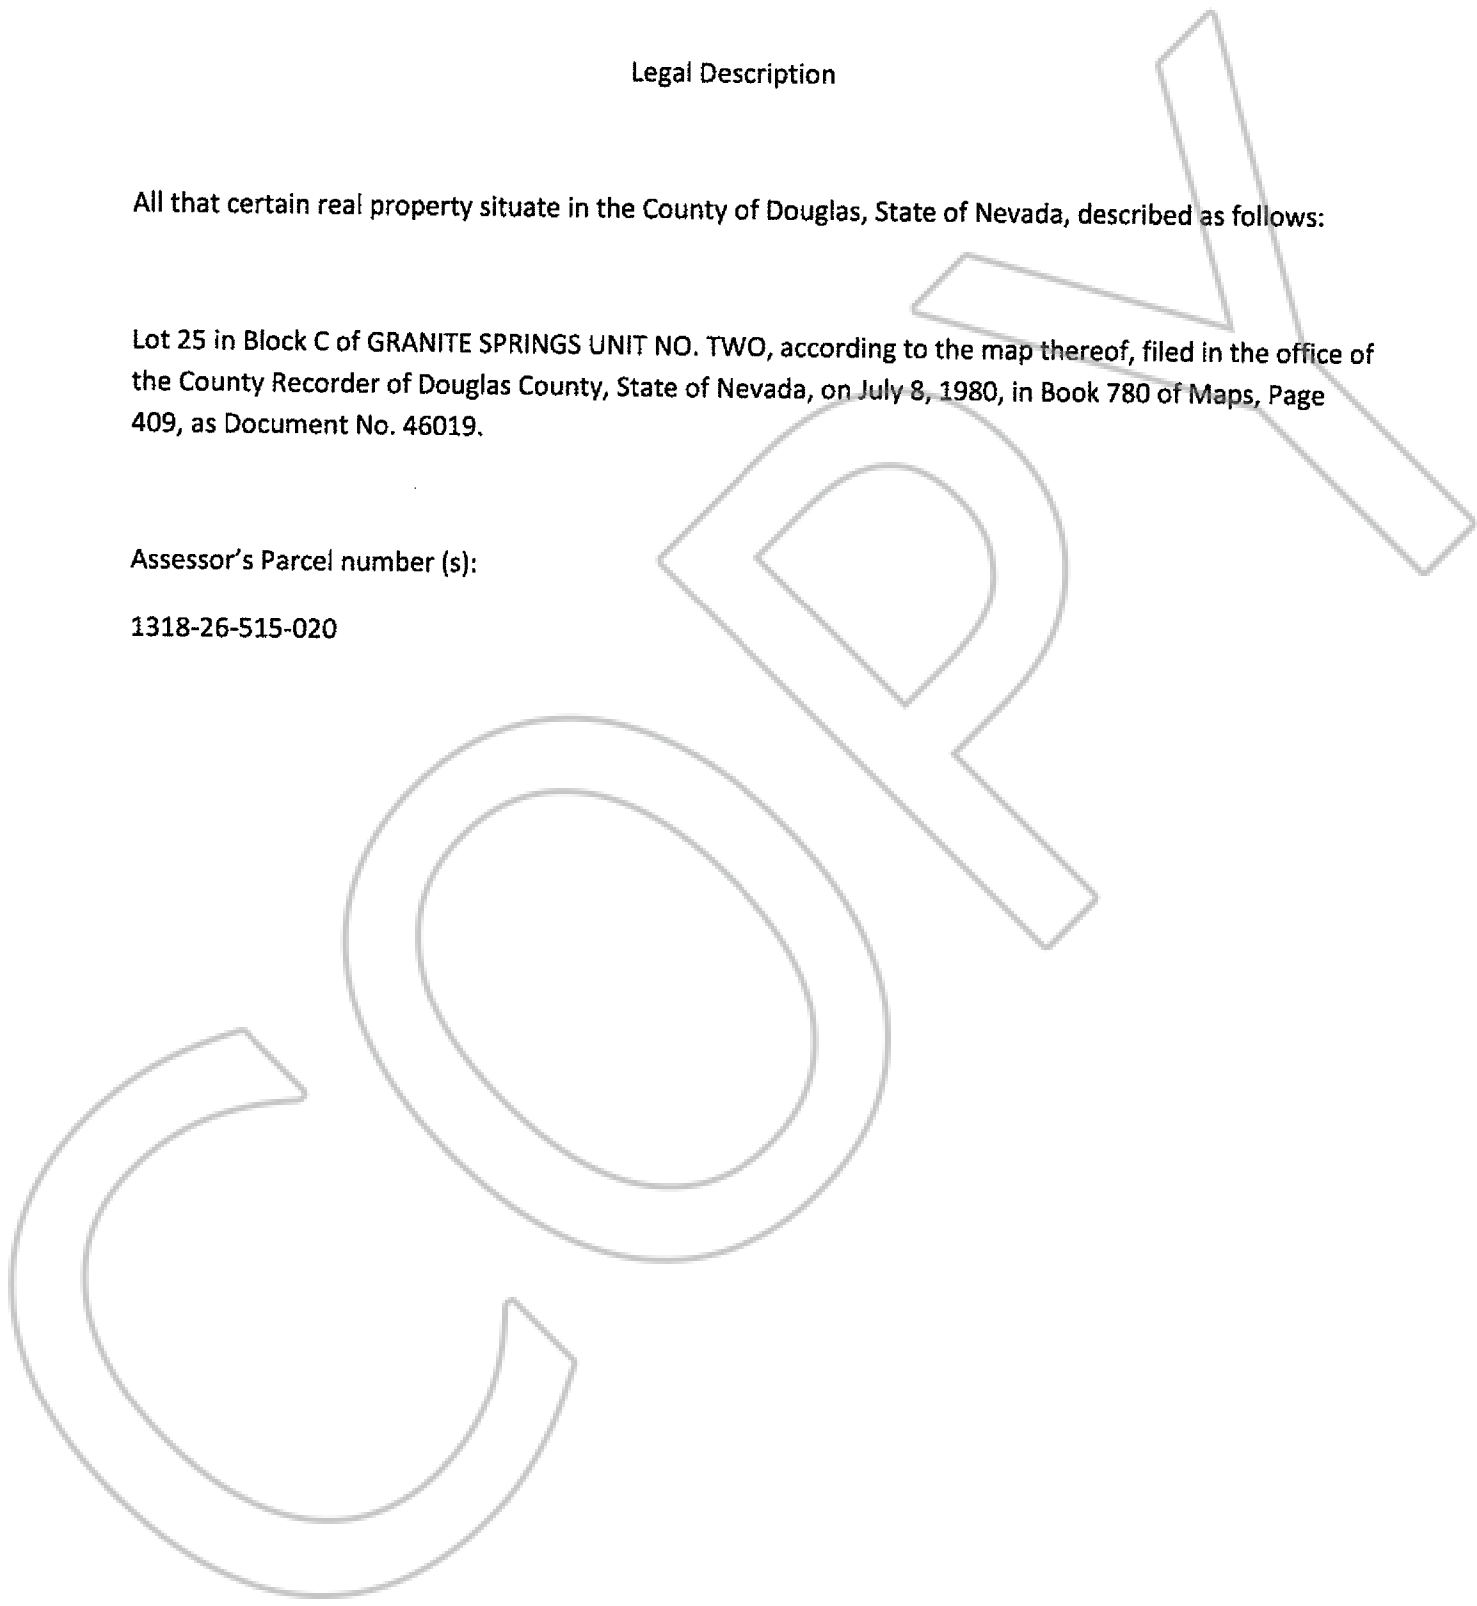 Legal Description
All that certain real property situate in the County of Douglas, State of Nevada, described as follows:
Lot 25 in Block C of GRANITE SPRINGS UNIT NO. TWO, according to the map thereof, filed in the office of
the County Recorder of Douglas County, State of Nevada, on July 8, 1980, in Book 780 of Maps, Page
409, as Document No. 46019.
Assessor's Parcel number (s):
1318-26-515-020
COPY